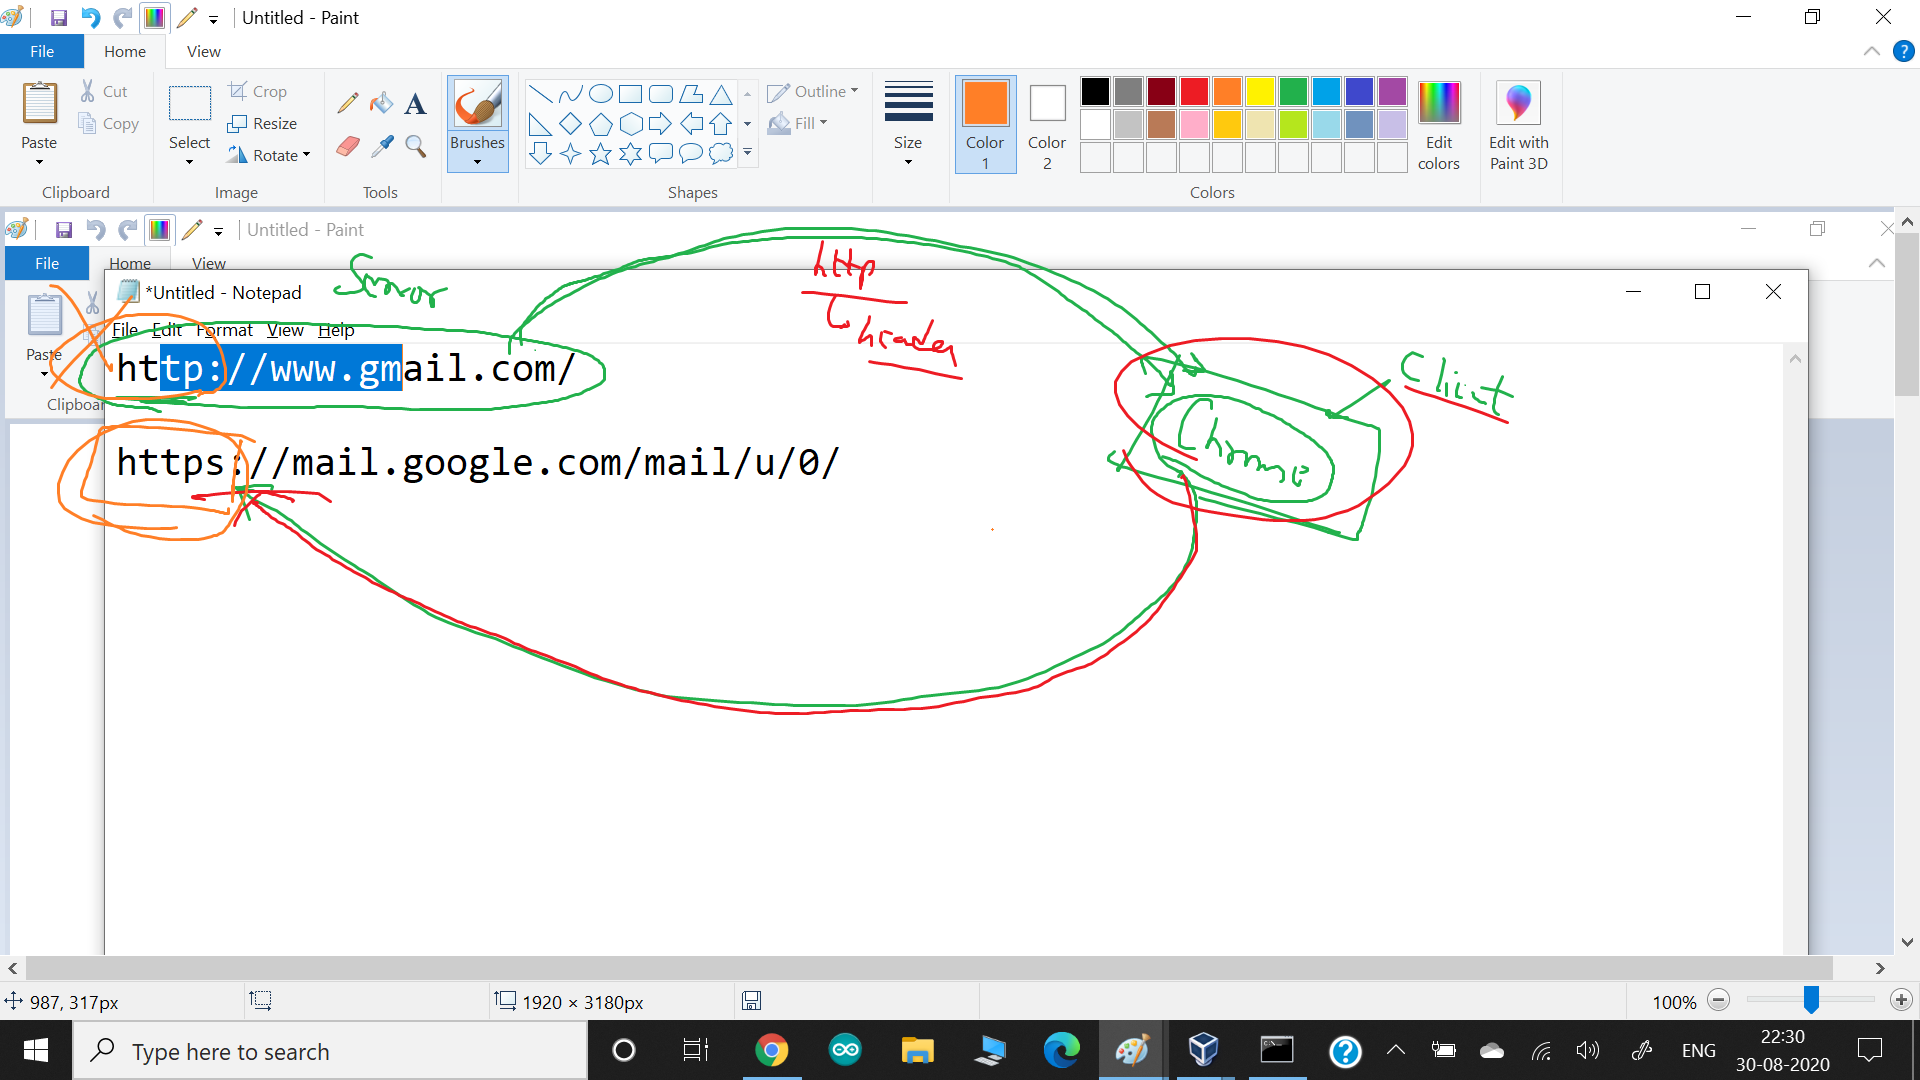 Untitled - Paint
File Home View
Paste
Cut
Copy
Clipboard
Select
Crop
Resize
Rotate
Image
Tools
Brushes
Shapes
Outline
Fill
Size
Color 1
Color 2
Edit colors
Edit with Paint 3D
Colors
Untitled - Paint
File Home View
Paste
Clipboar
*Untitled - Notepad
File Edit Format View Help
http://www.gmail.com/
https://mail.google.com/mail/u/0/
http
header
Client
Chrome
987, 317px
1920 × 3180px
100%
Type here to search
ENG
22:30
30-08-2020